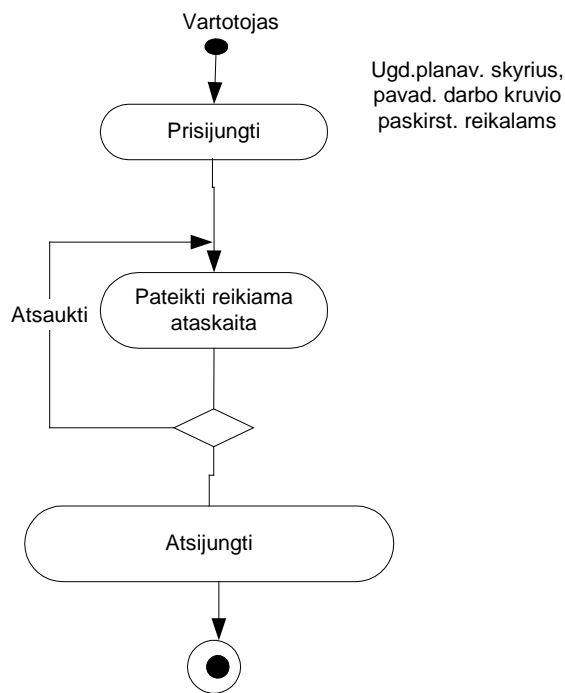 Vartotojas
Ugd.planav. skyrius,
pavad. darbo kruvio
paskirst. reikalams
Prisijungti
Pateikti reikiama
ataskaita
Atsaukti
Atsijungti